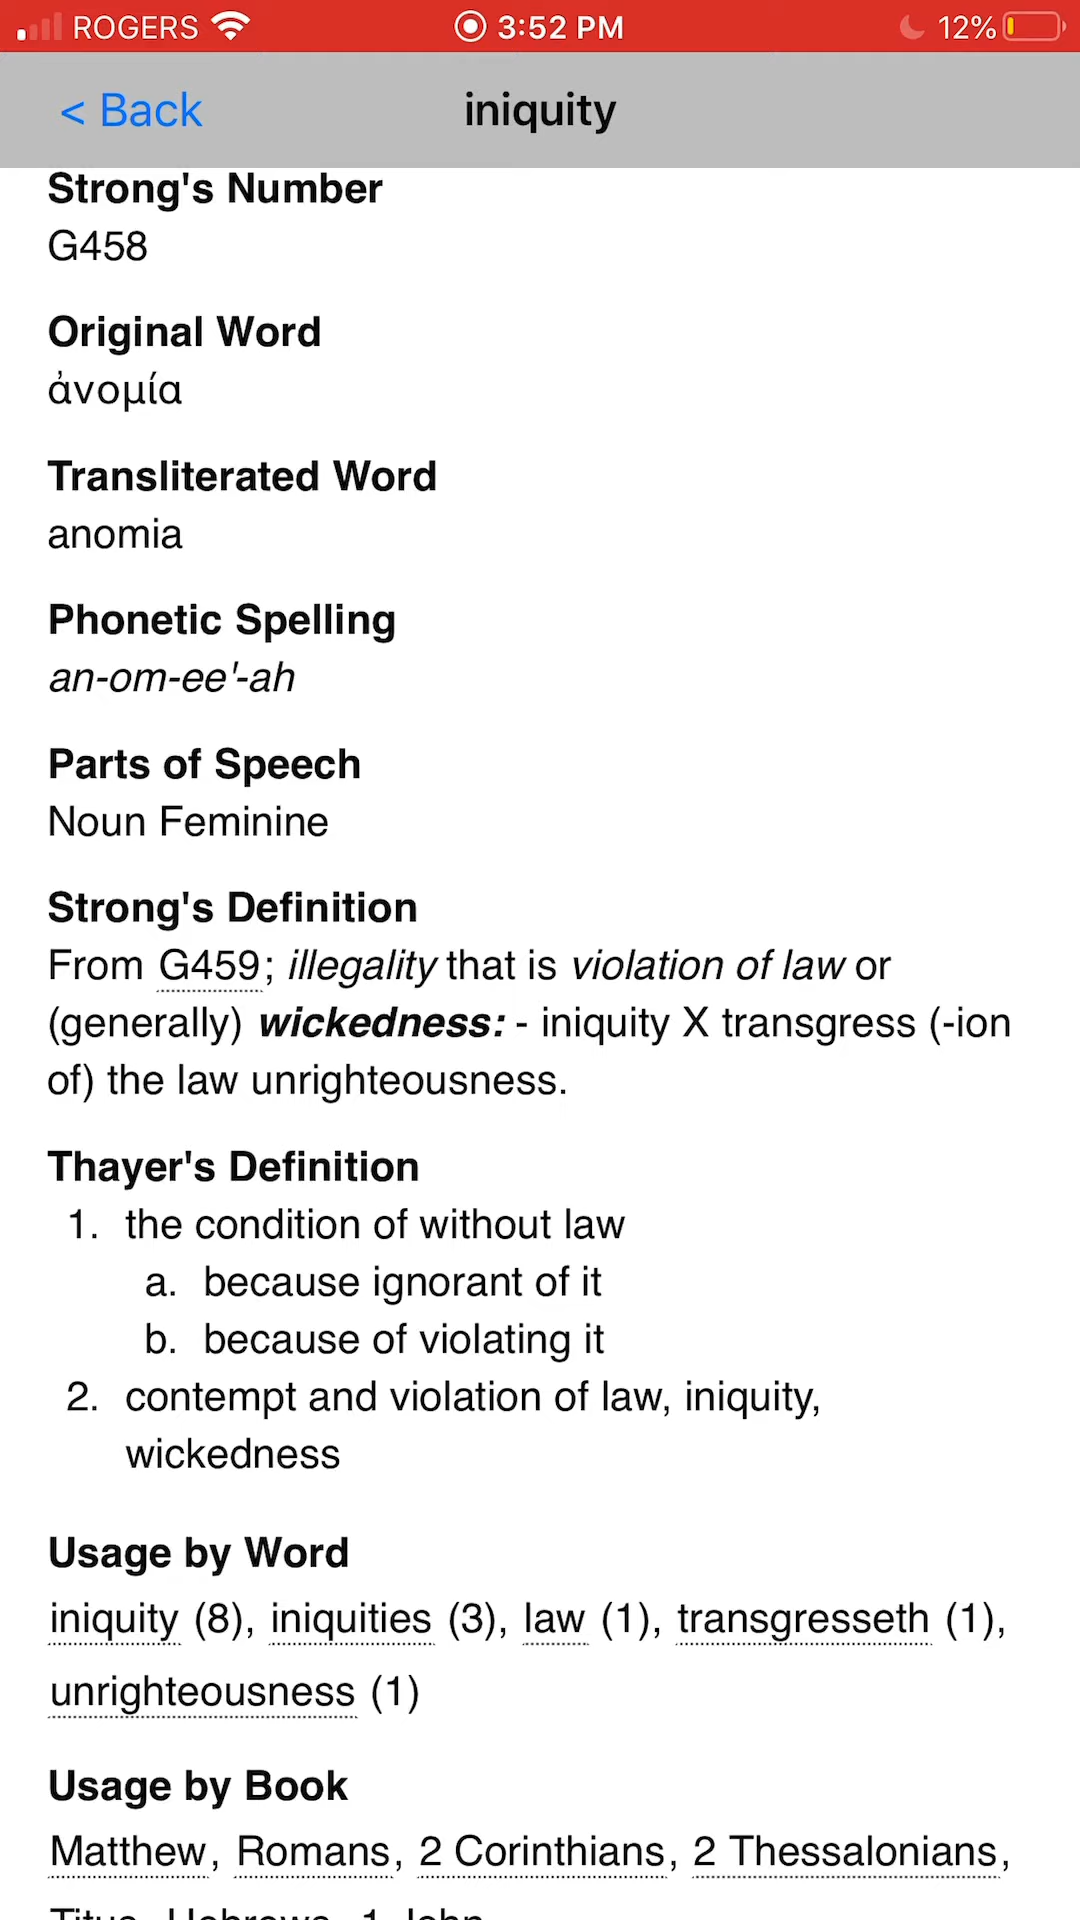 ROGERS 3:52 PM 12%
< Back iniquity
Strong's Number
G458
Original Word
ἀνομία
Transliterated Word
anomia
Phonetic Spelling
an-om-ee'-ah
Parts of Speech
Noun Feminine
Strong's Definition
From G459; illegality that is violation of law or
(generally) wickedness: - iniquity X transgress (-ion
of) the law unrighteousness.
Thayer's Definition
1. the condition of without law
a. because ignorant of it
b. because of violating it
2. contempt and violation of law, iniquity,
wickedness
Usage by Word
iniquity (8), iniquities (3), law (1), transgresseth (1),
unrighteousness (1)
Usage by Book
Matthew, Romans, 2 Corinthians, 2 Thessalonians,
Titus, Hebrews, 1 John